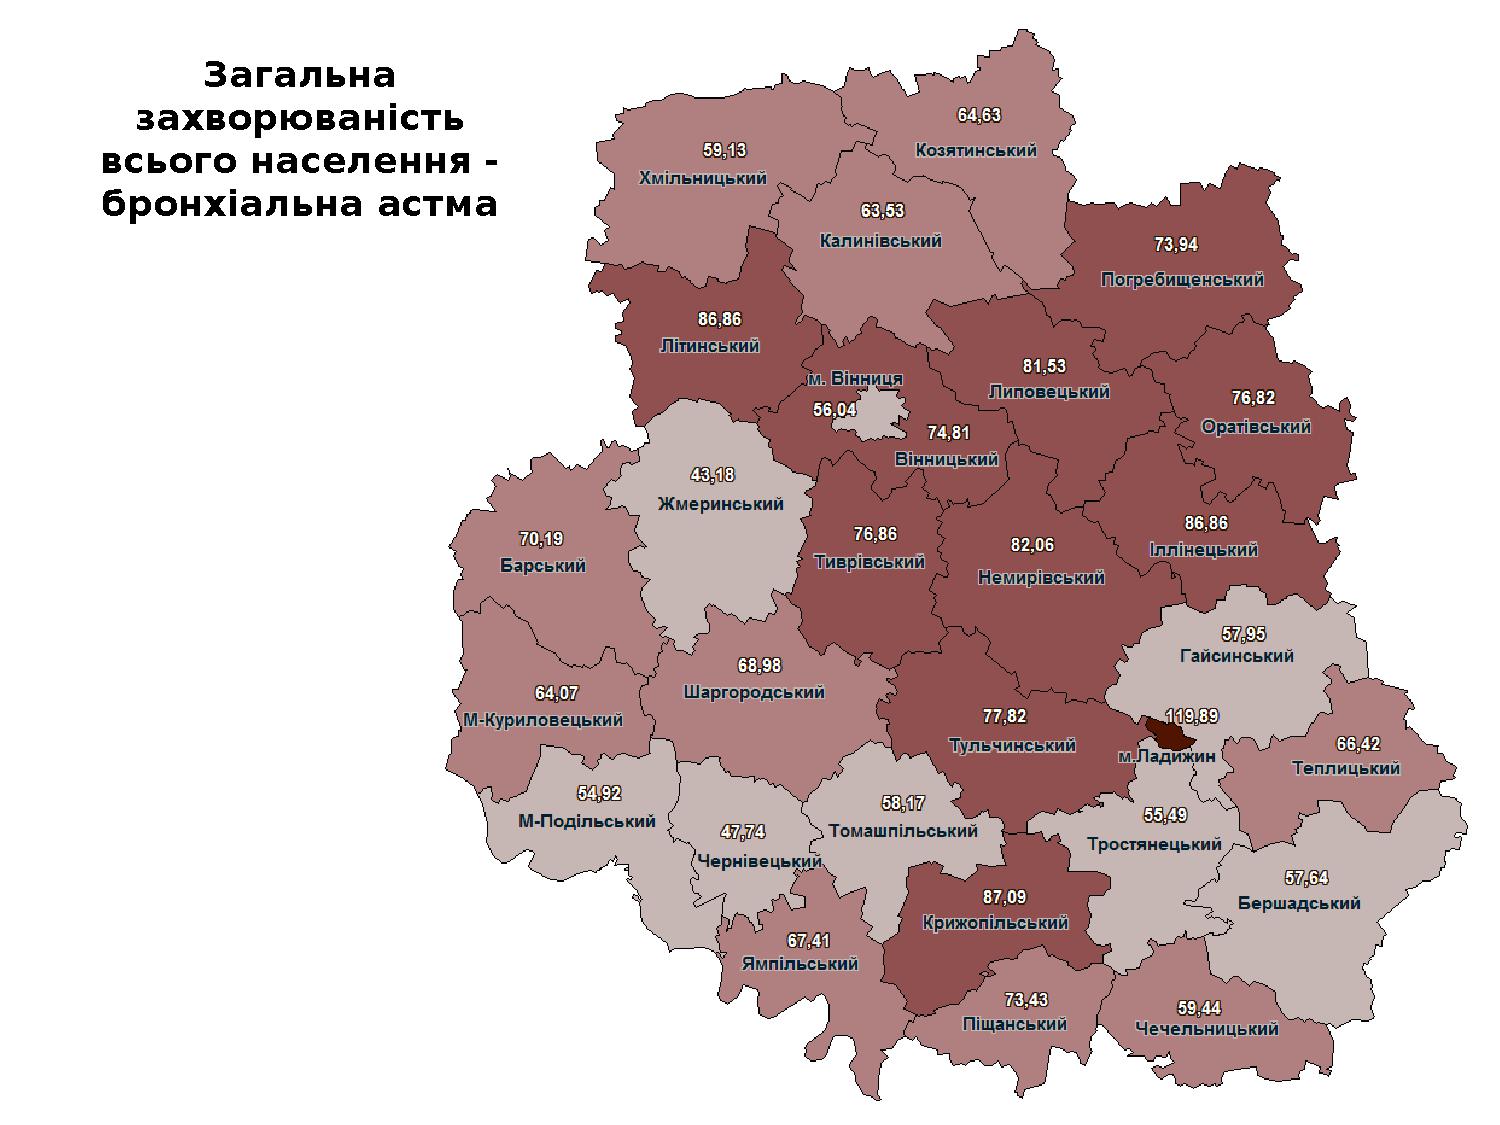 Загальна
захворюваність
всього населення -
бронхіальна астма
64,63
Козятинський
59,13
Хмільницький
63,53
Калинівський
73,94
Погребищенський
86,86
Літинський
м. Вінниця
56,04
81,53
Липовецький
76,82
Оратівський
74,81
Вінницький
43,18
Жмеринський
70,19
Барський
76,86
Тиврівський
82,06
Немирівський
86,86
Іллінецький
57,95
Гайсинський
68,98
Шаргородський
64,07
М-Куриловецький
77,82
Тульчинський
119,89
м.Ладижин
66,42
Теплицький
54,92
М-Подільський
47,74
Чернівецький
58,17
Томашпільський
55,49
Тростянецький
57,64
Бершадський
87,09
Крижопільський
67,41
Ямпільський
73,43
Піщанський
59,44
Чечельницький